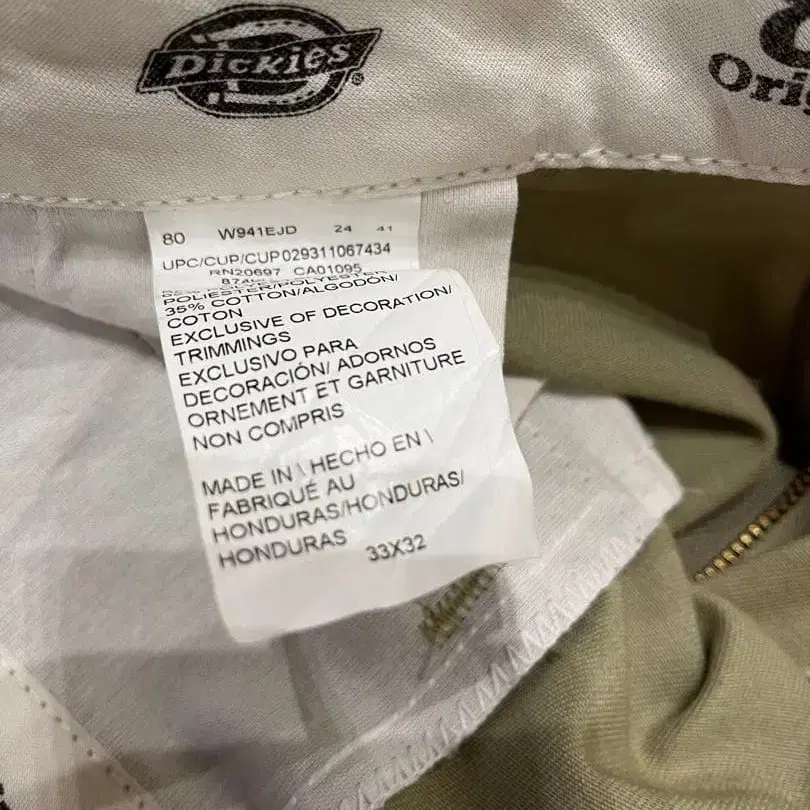 Dickies
®
80 W941EJD 24 41
UPC/CUP/CUP029311067434
RN20697 CA01095
POLIESTER/POLYESTER
35% COTTON/ALGODÓN/
COTON
EXCLUSIVE OF DECORATION/
TRIMMINGS
EXCLUSIVO PARA
DECORACIÓN/ ADORNOS
ORNEMENT ET GARNITURE
NON COMPRIS
MADE IN \ HECHO EN \
FABRIQUÉ AU
HONDURAS/HONDURAS/
HONDURAS 33X32